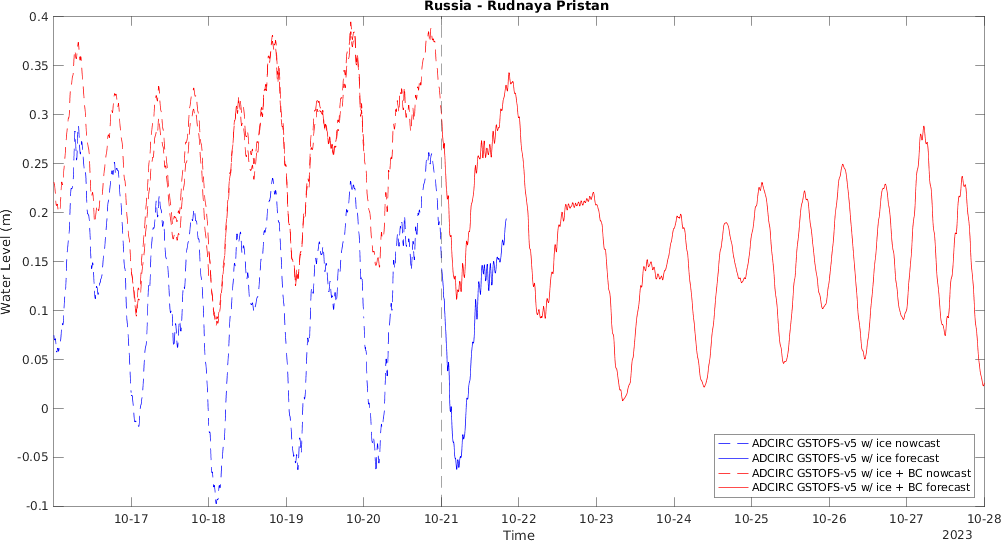 Russia - Rudnaya Pristan
0.4
0.35
0.3
0.25
0.2
0.15
0.1
0.05
0
-0.05
-0.1
Water Level (m)
10-17 10-18 10-19 10-20 10-21 10-22 10-23 10-24 10-25 10-26 10-27 10-28
Time
2023
ADCIRC GSTOFS-v5 w/ ice nowcast
ADCIRC GSTOFS-v5 w/ ice forecast
ADCIRC GSTOFS-v5 w/ ice + BC nowcast
ADCIRC GSTOFS-v5 w/ ice + BC forecast